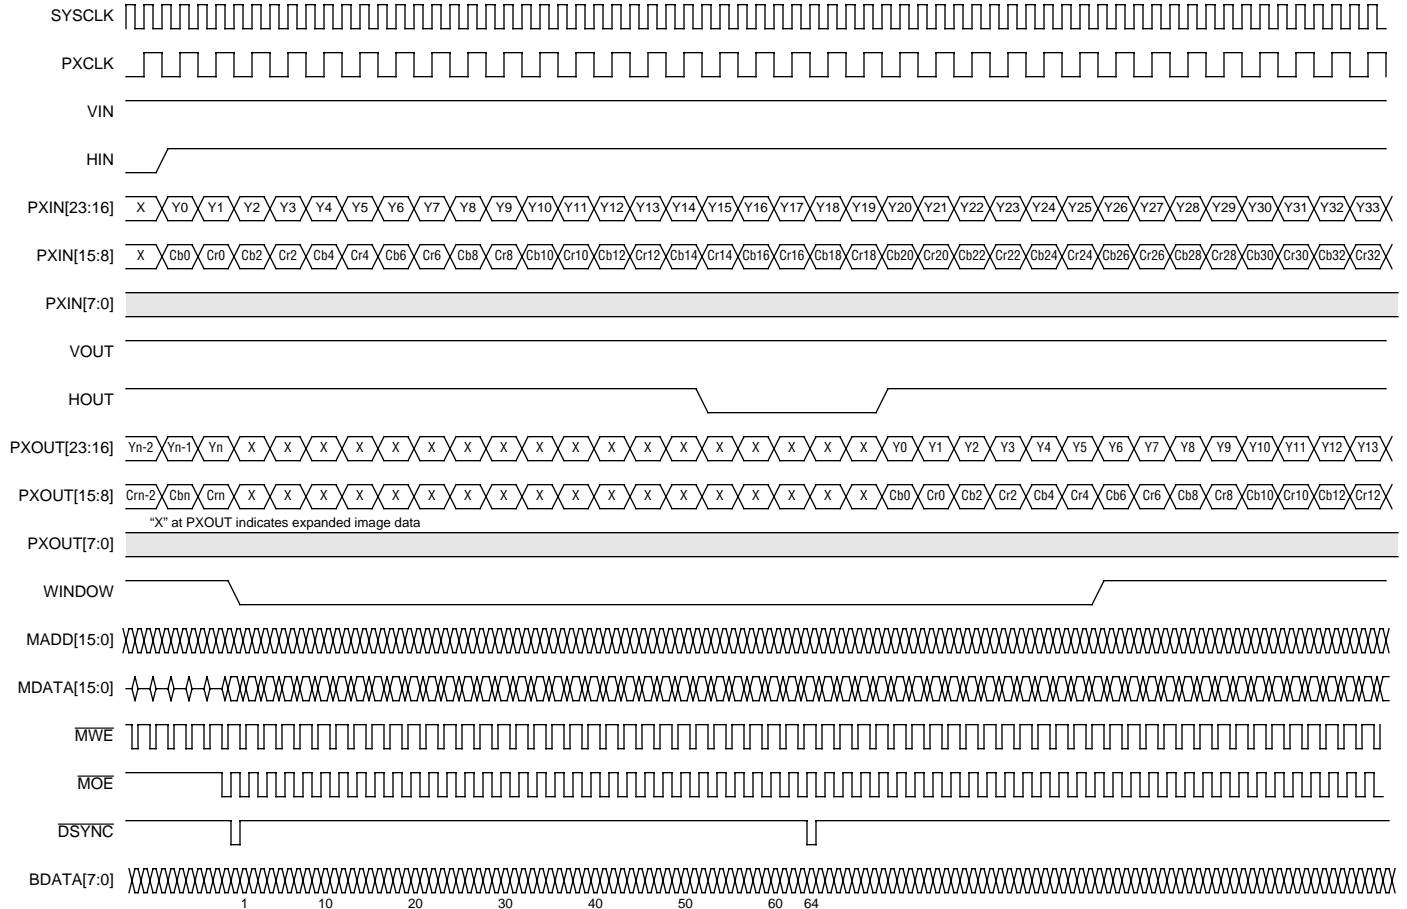 SYSCLK
PXCLK
VIN
HIN
PXIN[23:16] X Y0 Y1 Y2 Y3 Y4 Y5 Y6 Y7 Y8 Y9 Y10 Y11 Y12 Y13 Y14 Y15 Y16 Y17 Y18 Y19 Y20 Y21 Y22 Y23 Y24 Y25 Y26 Y27 Y28 Y29 Y30 Y31 Y32 Y33
PXIN[15:8] X Cb0 Cr0 Cb2 Cr2 Cb4 Cr4 Cb6 Cr6 Cb8 Cr8 Cb10 Cr10 Cb12 Cr12 Cb14 Cr14 Cb16 Cr16 Cb18 Cr18 Cb20 Cr20 Cb22 Cr22 Cb24 Cr24 Cb26 Cr26 Cb28 Cr28 Cb30 Cr30 Cb32 Cr32
PXIN[7:0]
VOUT
HOUT
PXOUT[23:16] Yn-2 Yn-1 Yn X X X X X X X X X X X X X X X X X X Y0 Y1 Y2 Y3 Y4 Y5 Y6 Y7 Y8 Y9 Y10 Y11 Y12 Y13
PXOUT[15:8] Crn-2 Cbn Crn X X X X X X X X X X X X X X X X X X Cb0 Cr0 Cb2 Cr2 Cb4 Cr4 Cb6 Cr6 Cb8 Cr8 Cb10 Cr10 Cb12 Cr12
“X” at PXOUT indicates expanded image data
PXOUT[7:0]
WINDOW
MADD[15:0]
MDATA[15:0]
MWE
MOE
DSYNC
BDATA[7:0]
1 10 20 30 40 50 60 64